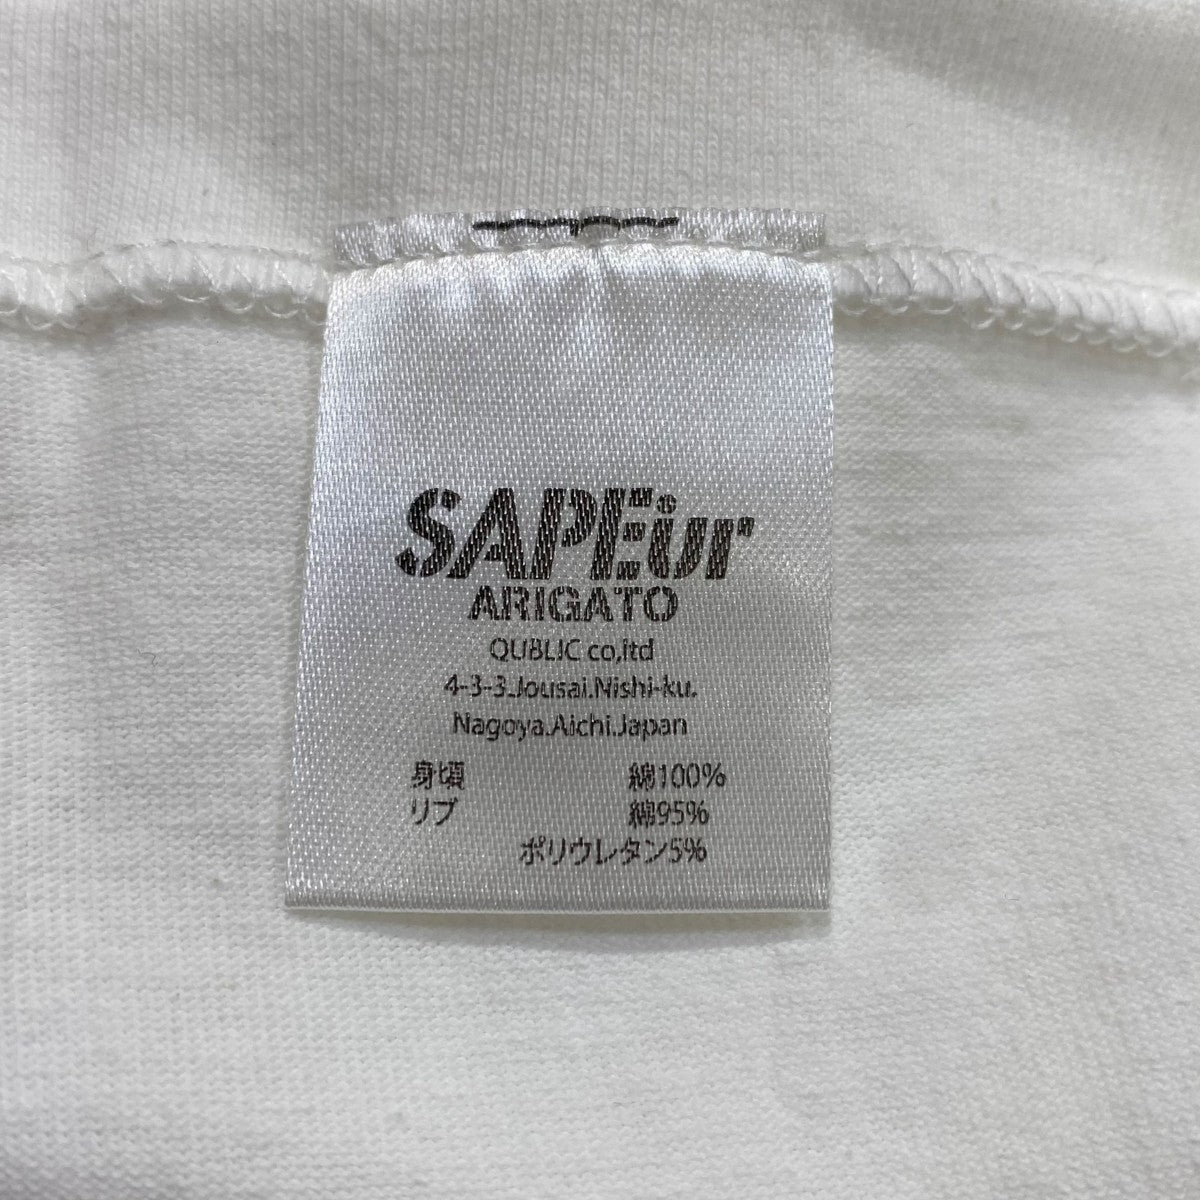 SAPEur
ARIGATO
QUBLIC co,ltd
4-3-3.Jousai.Nishi-ku.
Nagoya.Aichi.Japan
身頃 綿100%
リブ 綿95%
ポリウレタン5%